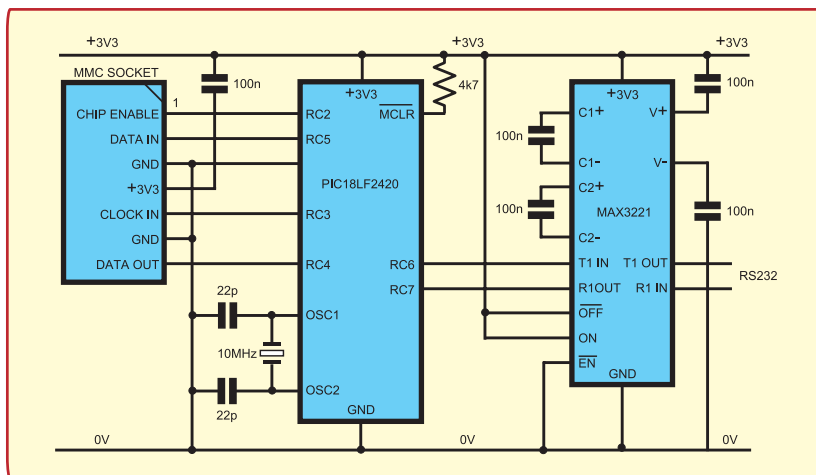 +3V3
+3V3
+3V3
MMC SOCKET
100n
4k7
100n
1
CHIP ENABLE
DATA IN
GND
+3V3
CLOCK IN
GND
DATA OUT
+3V3
MCLR
RC2
RC5
PIC18LF2420
RC3
RC4
RC6
RC7
OSC1
OSC2
GND
22p
10MHz
22p
+3V3
C1+
V+
100n
C1-
V-
C2+
100n
MAX3221
100n
C2-
T1 IN
T1 OUT
RS232
R1OUT
R1 IN
OFF
ON
EN
GND
0V
0V
0V